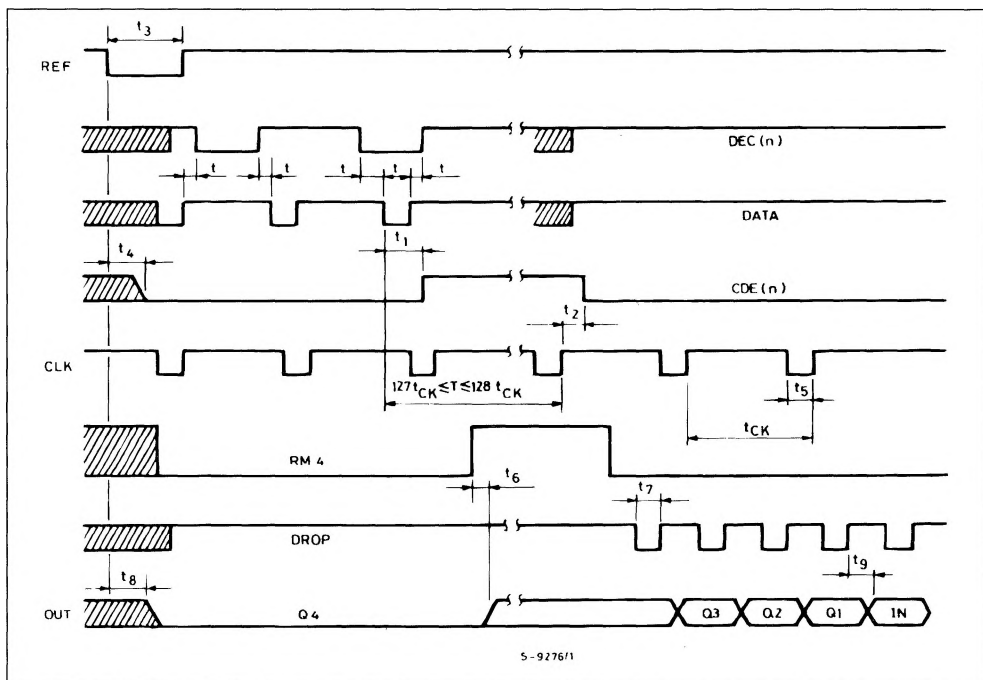 t3
REF
DEC (n)
t t t t t
DATA
t1
t4
CDE (n)
t2
CLK
127 tCK ≤ T ≤ 128 tCK
t5
tCK
RM 4
t6
t7
DROP
t8
t9
OUT
Q4
Q3
Q2
Q1
IN
S-9276/1